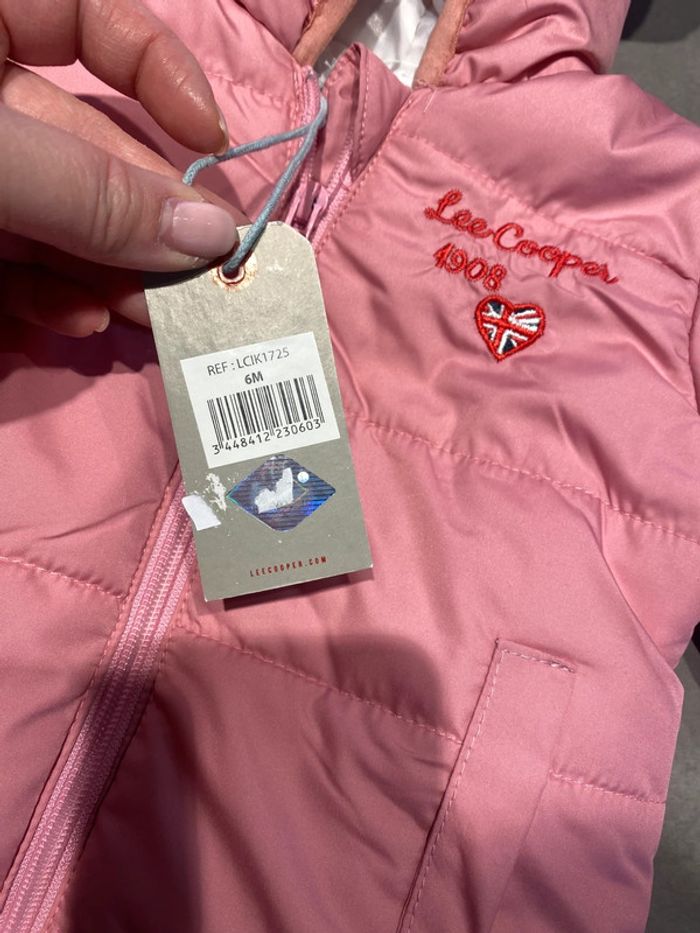 Lee Cooper
1908
REF : LCIK1725
6M
3 448412 230603
LEECOOPER.COM